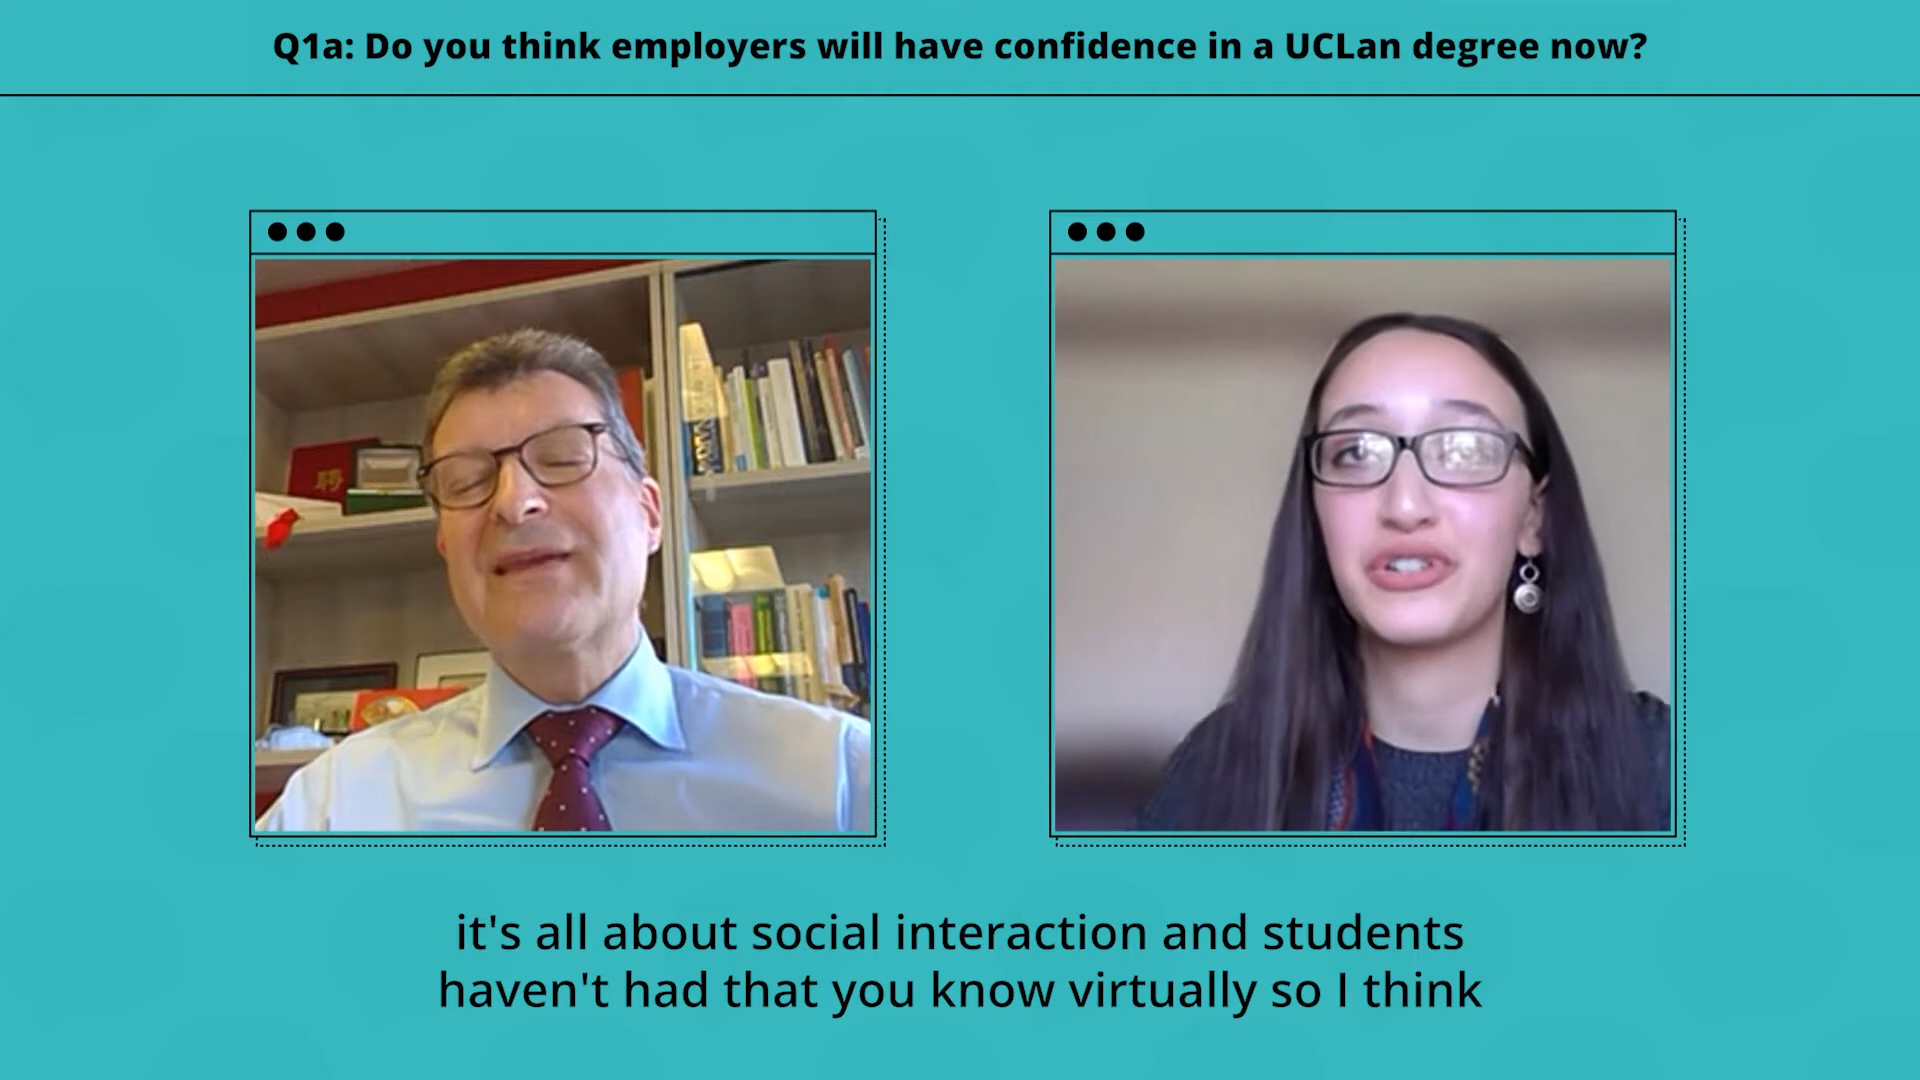 Q1a: Do you think employers will have confidence in a UCLan degree now?
聘
it's all about social interaction and students
haven't had that you know virtually so I think